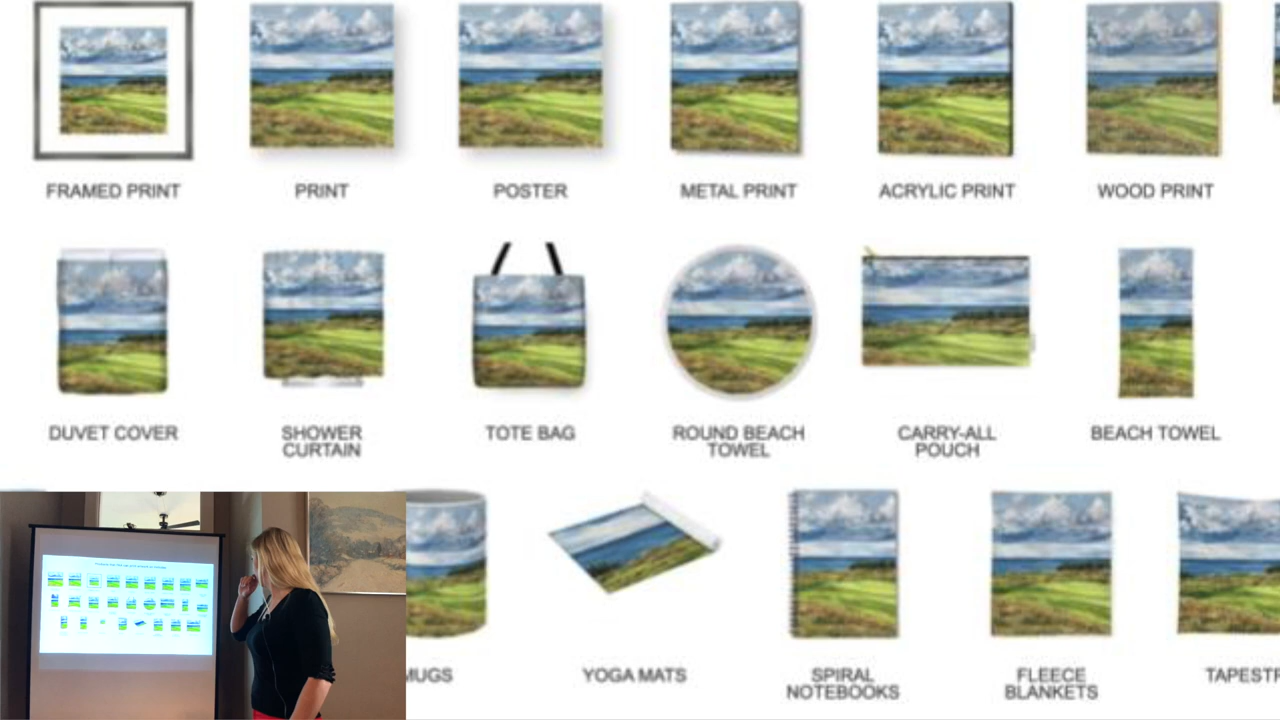 FRAMED PRINT
PRINT
POSTER
METAL PRINT
ACRYLIC PRINT
WOOD PRINT
DUVET COVER
SHOWER
CURTAIN
TOTE BAG
ROUND BEACH
TOWEL
CARRY-ALL
POUCH
BEACH TOWEL
MUGS
YOGA MATS
SPIRAL
NOTEBOOKS
FLEECE
BLANKETS
TAPESTR